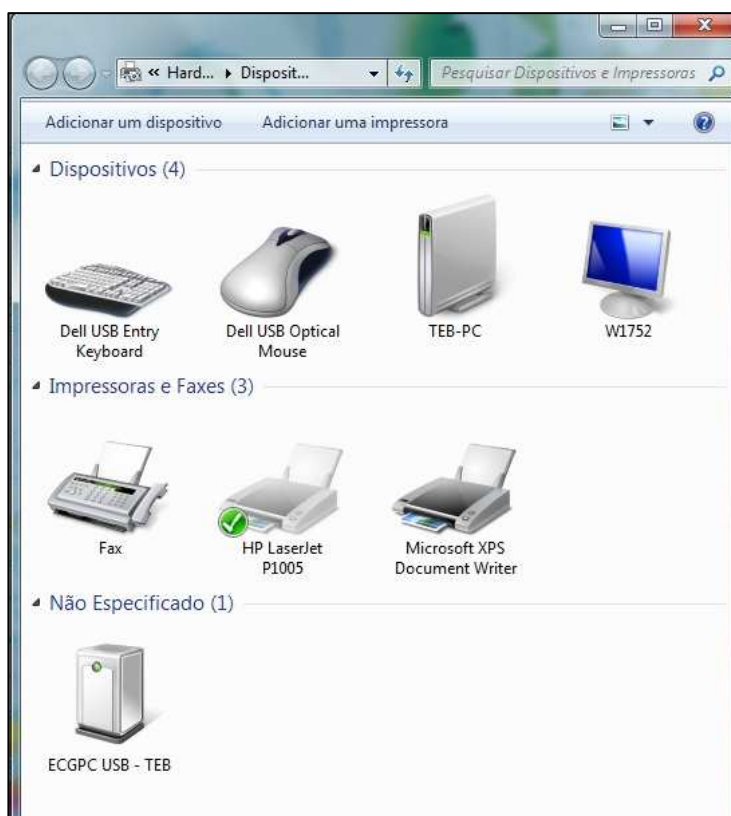 « Hard... ▸ Disposit...
Pesquisar Dispositivos e Impressoras
Adicionar um dispositivo Adicionar uma impressora
Dispositivos (4)
Dell USB Entry
Keyboard
Dell USB Optical
Mouse
TEB-PC
W1752
Impressoras e Faxes (3)
Fax
HP LaserJet
P1005
Microsoft XPS
Document Writer
Não Especificado (1)
ECGPC USB - TEB